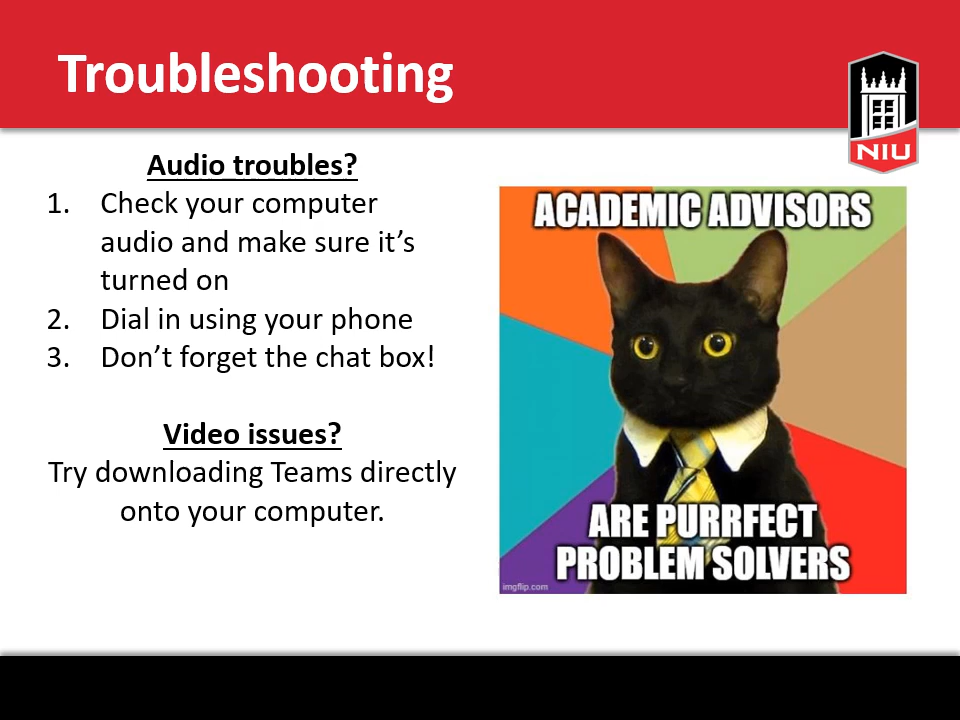 Troubleshooting
NIU
Audio troubles?
1. Check your computer
audio and make sure it’s
turned on
2. Dial in using your phone
3. Don’t forget the chat box!
Video issues?
Try downloading Teams directly
onto your computer.
ACADEMIC ADVISORS
ARE PURRFECT
PROBLEM SOLVERS
imgflip.com